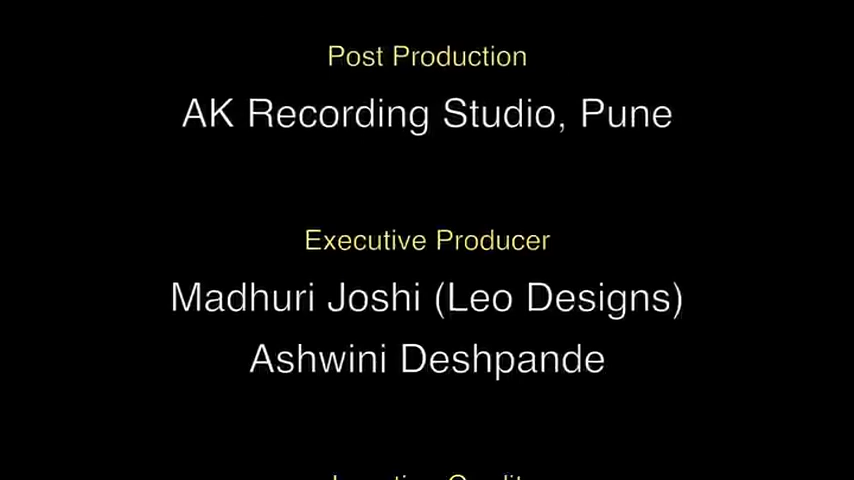 Post Production
AK Recording Studio, Pune
Executive Producer
Madhuri Joshi (Leo Designs)
Ashwini Deshpande